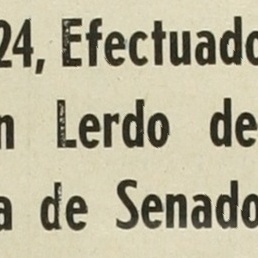 24, Efectuado
n Lerdo de
a de Senado